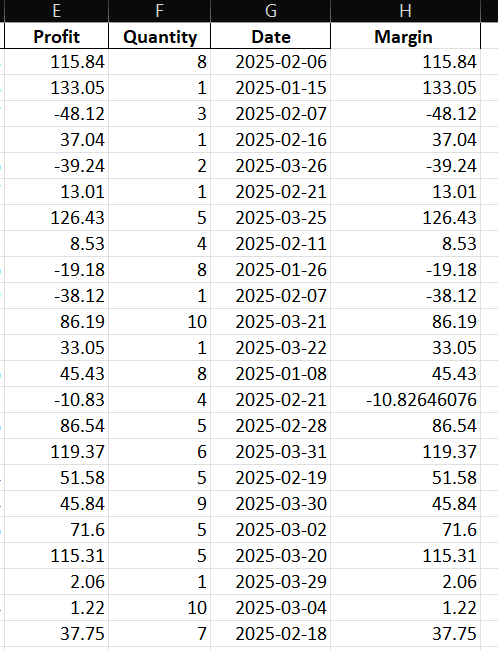 E F G H
Profit Quantity Date Margin
115.84 8 2025-02-06 115.84
133.05 1 2025-01-15 133.05
-48.12 3 2025-02-07 -48.12
37.04 1 2025-02-16 37.04
-39.24 2 2025-03-26 -39.24
13.01 1 2025-02-21 13.01
126.43 5 2025-03-25 126.43
8.53 4 2025-02-11 8.53
-19.18 8 2025-01-26 -19.18
-38.12 1 2025-02-07 -38.12
86.19 10 2025-03-21 86.19
33.05 1 2025-03-22 33.05
45.43 8 2025-01-08 45.43
-10.83 4 2025-02-21 -10.82646076
86.54 5 2025-02-28 86.54
119.37 6 2025-03-31 119.37
51.58 5 2025-02-19 51.58
45.84 9 2025-03-30 45.84
71.6 5 2025-03-02 71.6
115.31 5 2025-03-20 115.31
2.06 1 2025-03-29 2.06
1.22 10 2025-03-04 1.22
37.75 7 2025-02-18 37.75